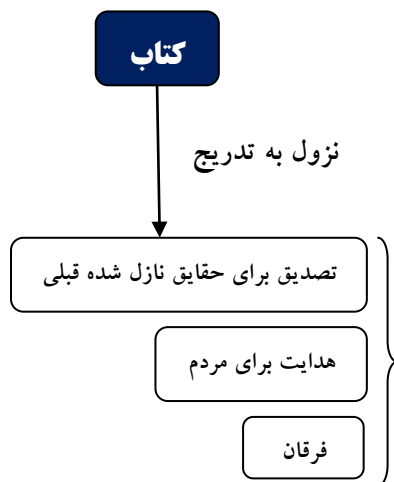 کتاب
نزول به تدریج
تصدیق برای حقایق نازل شده قبلی
هدایت برای مردم
فرقان